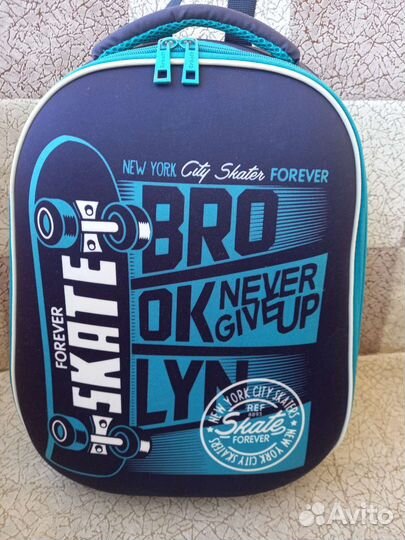 NEW YORK City Skater FOREVER
BRO
OK
LYN
NEVER
GIVE UP
FOREVER
SKATE
NEW YORK CITY SKATERS
REF
Skate
FOREVER
NEW YORK CITY SKATERS
Avito